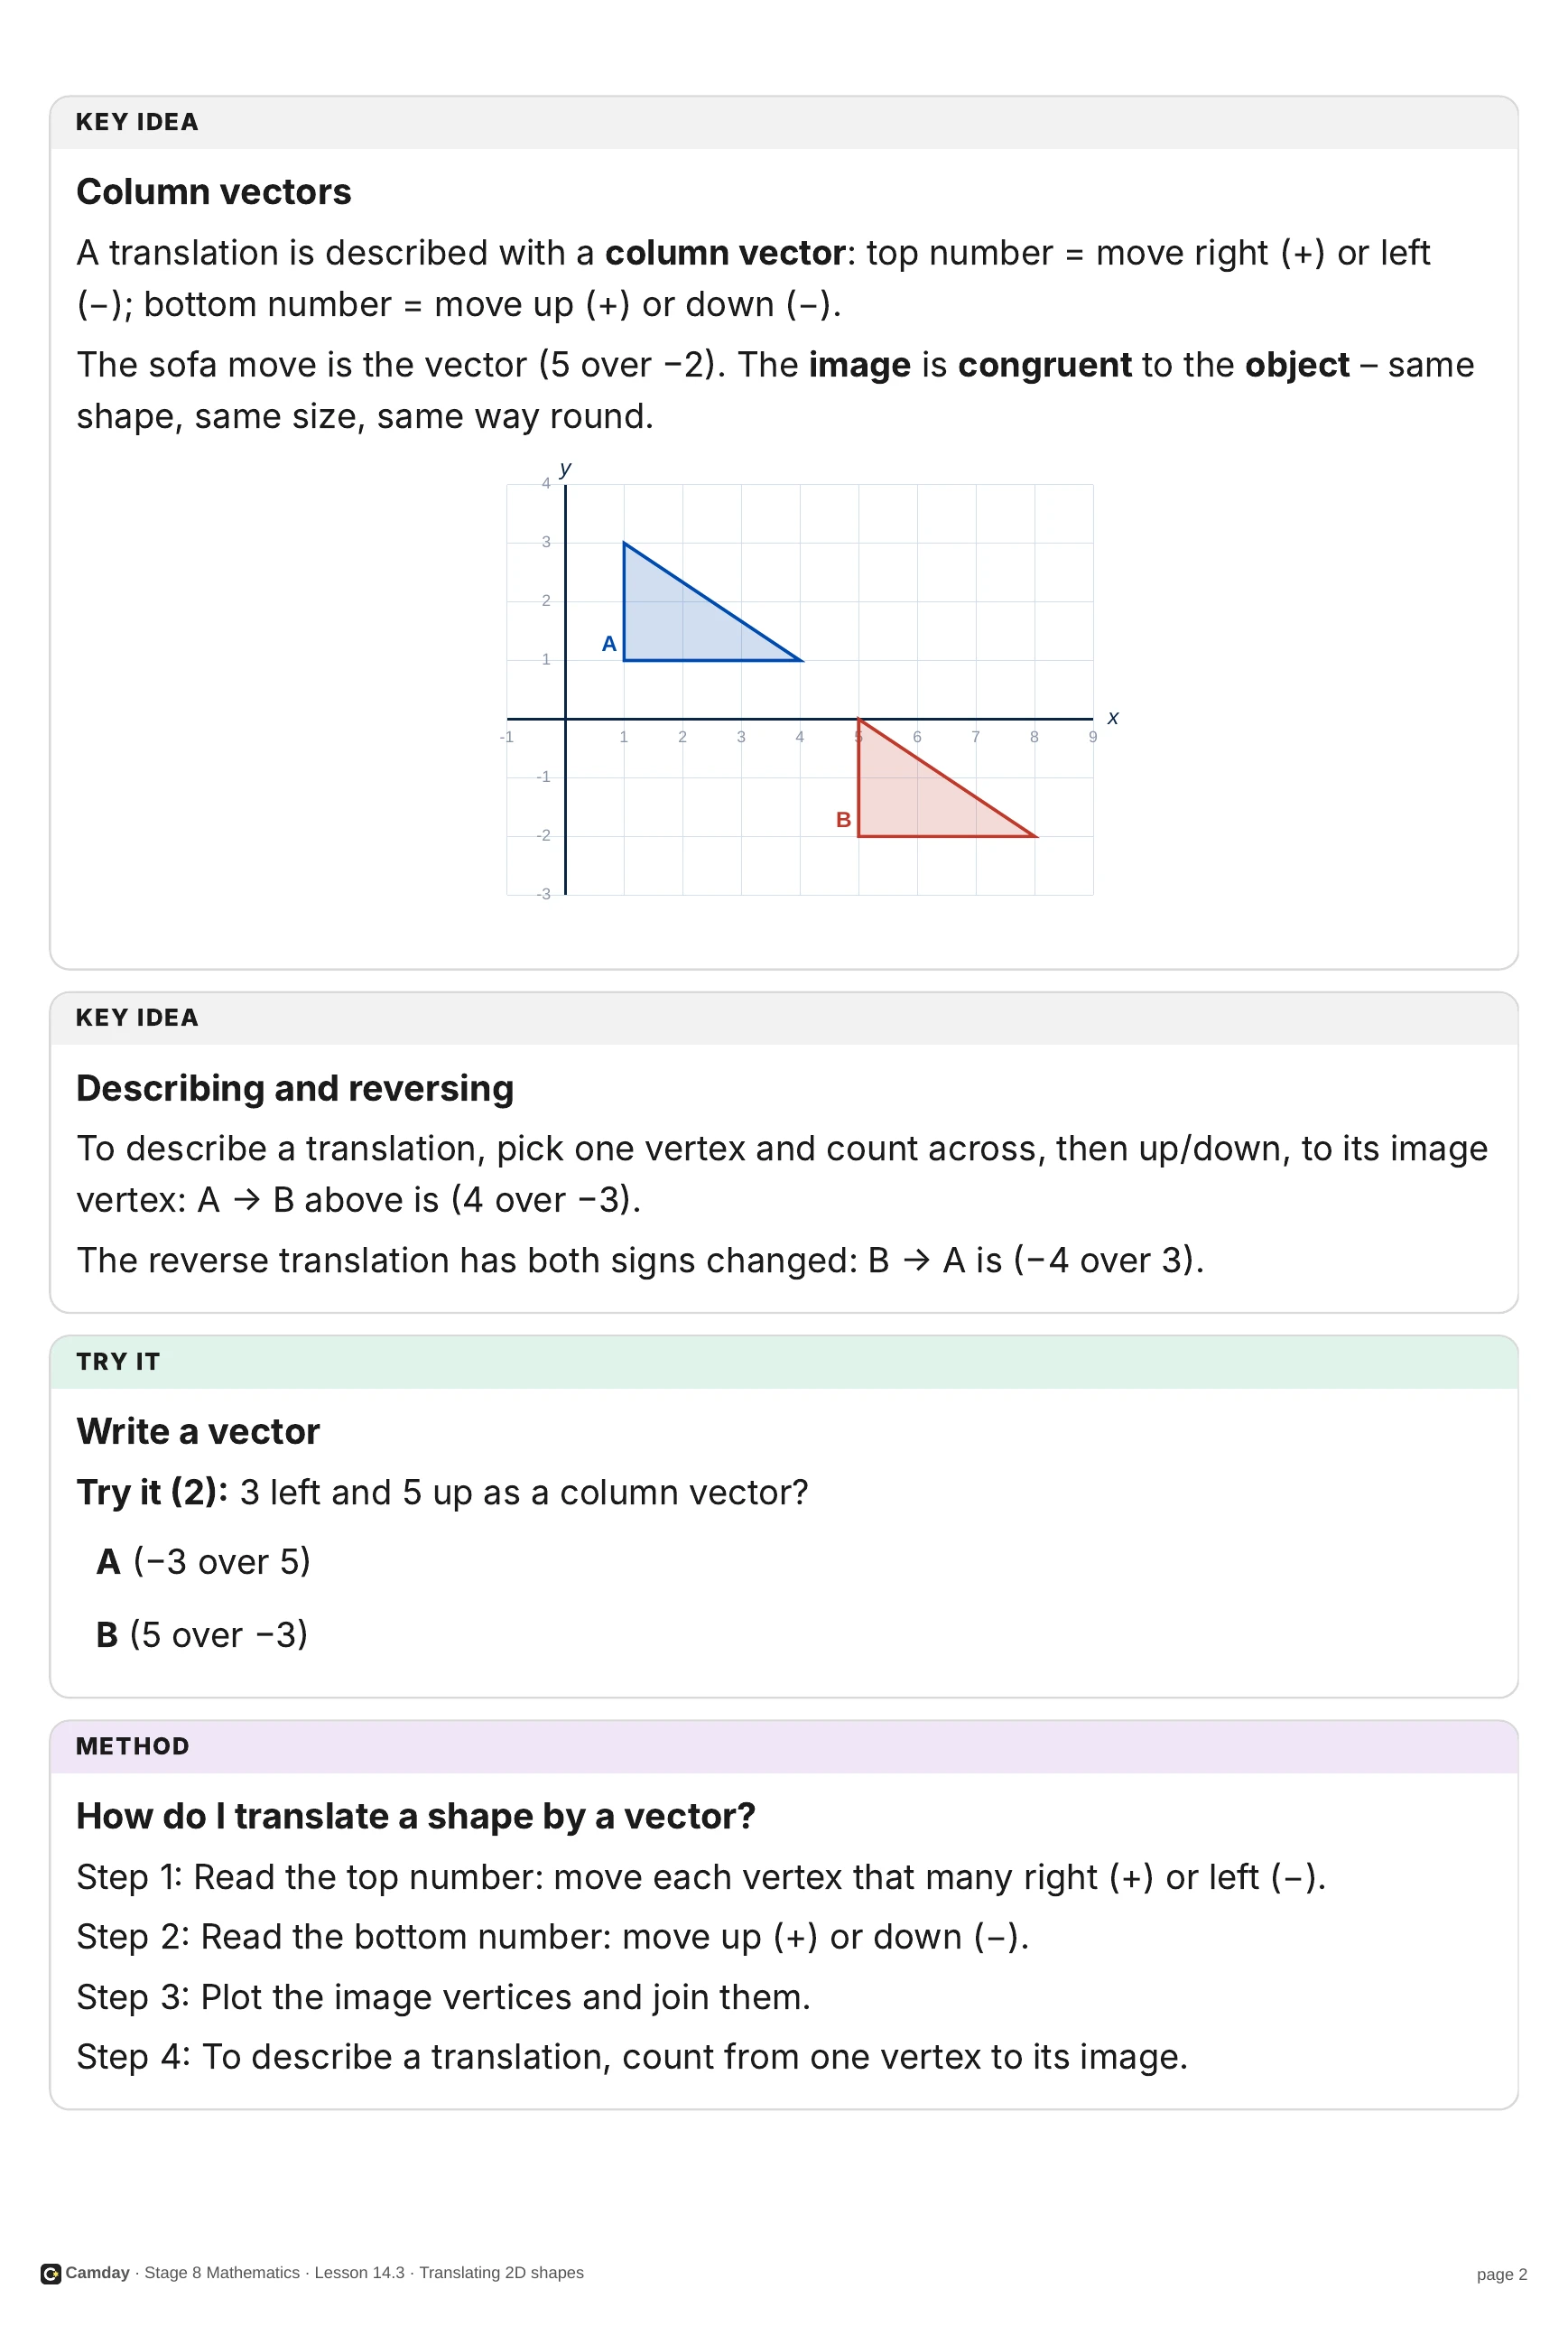 KEY IDEA
Column vectors
A translation is described with a column vector: top number = move right (+) or left
(−); bottom number = move up (+) or down (−).
The sofa move is the vector (5 over −2). The image is congruent to the object – same
shape, same size, same way round.
y
4
3
2
A
1
x
-1 1 2 3 4 5 6 7 8 9
-1
B
-2
-3
KEY IDEA
Describing and reversing
To describe a translation, pick one vertex and count across, then up/down, to its image
vertex: A → B above is (4 over −3).
The reverse translation has both signs changed: B → A is (−4 over 3).
TRY IT
Write a vector
Try it (2): 3 left and 5 up as a column vector?
A (−3 over 5)
B (5 over −3)
METHOD
How do I translate a shape by a vector?
Step 1: Read the top number: move each vertex that many right (+) or left (−).
Step 2: Read the bottom number: move up (+) or down (−).
Step 3: Plot the image vertices and join them.
Step 4: To describe a translation, count from one vertex to its image.
Camday · Stage 8 Mathematics · Lesson 14.3 · Translating 2D shapes
page 2